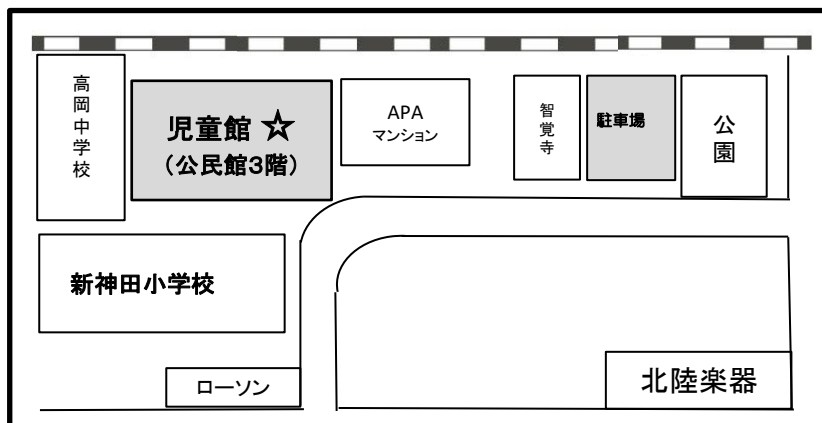 高岡中学校
児童館 ☆
（公民館3階）
APA
マンション
智覚寺
駐車場
公園
新神田小学校
ローソン
北陸楽器